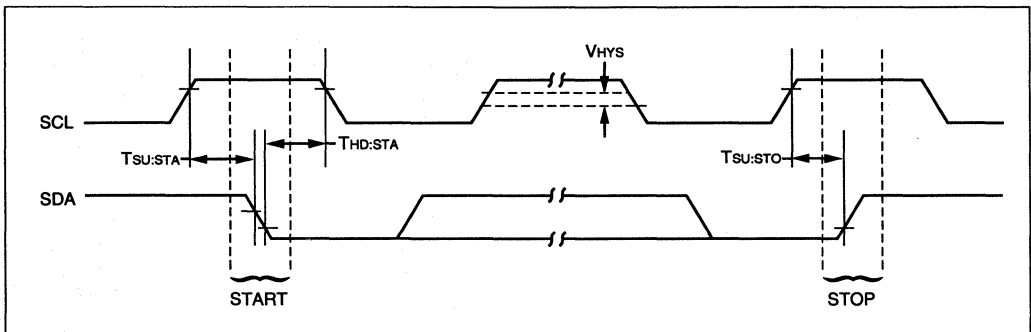 VHYS
SCL
THD:STA
TSU:STA
TSU:STO
SDA
START
STOP